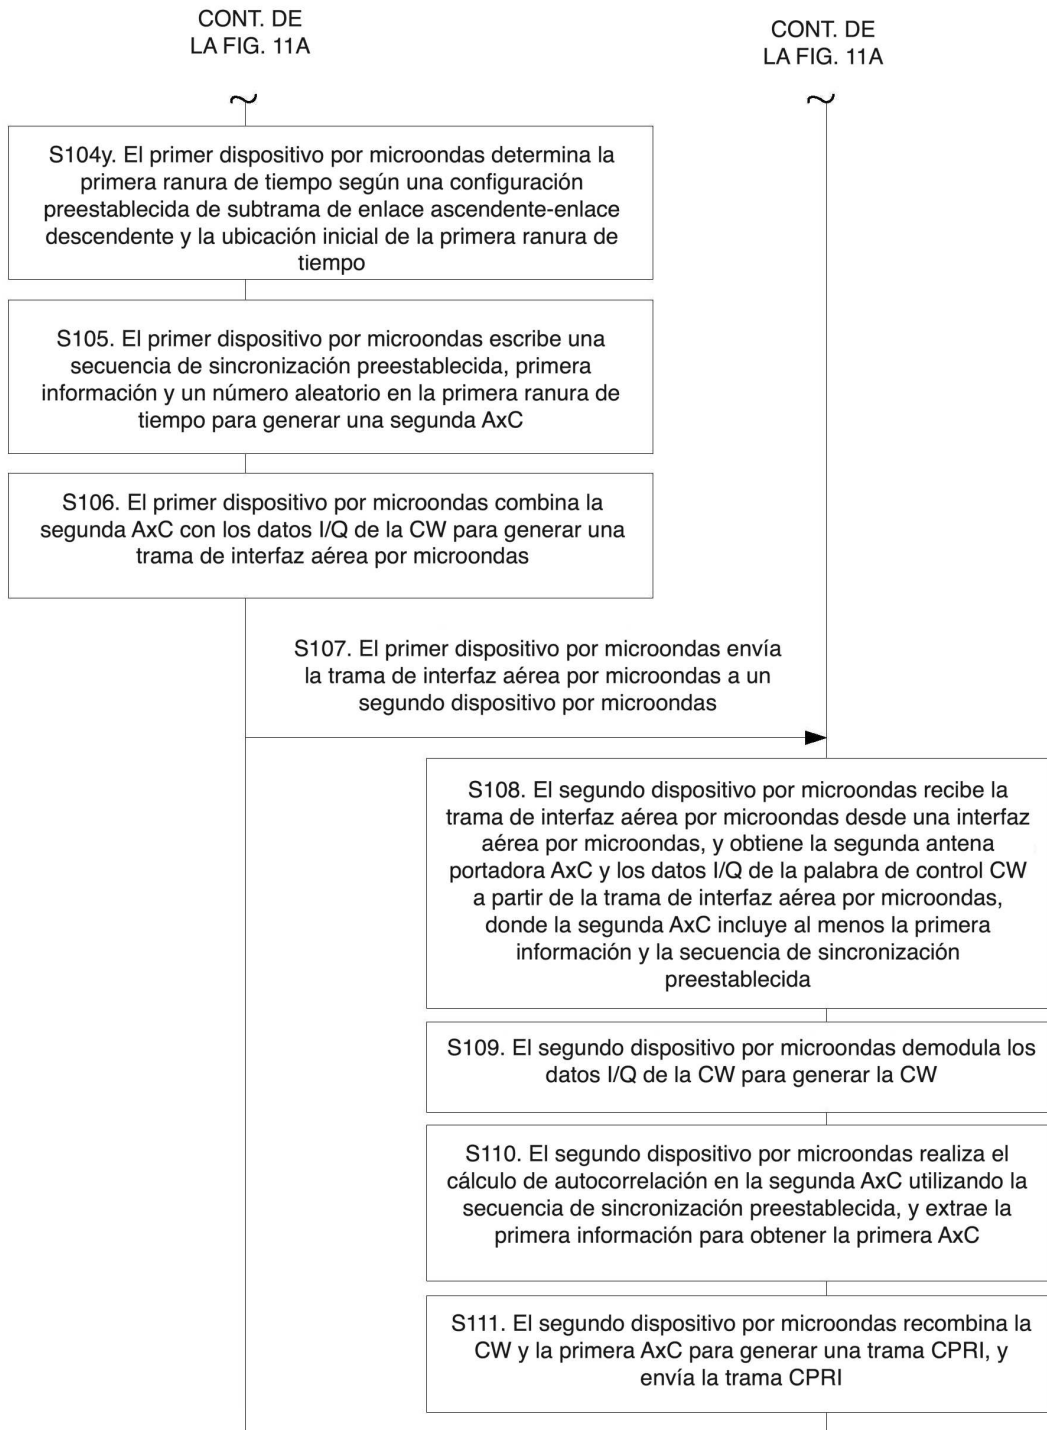 CONT. DE
LA FIG. 11A
CONT. DE
LA FIG. 11A
S104y. El primer dispositivo por microondas determina la
primera ranura de tiempo según una configuración
preestablecida de subtrama de enlace ascendente-enlace
descendente y la ubicación inicial de la primera ranura de
tiempo
S105. El primer dispositivo por microondas escribe una
secuencia de sincronización preestablecida, primera
información y un número aleatorio en la primera ranura de
tiempo para generar una segunda AxC
S106. El primer dispositivo por microondas combina la
segunda AxC con los datos I/Q de la CW para generar una
trama de interfaz aérea por microondas
S107. El primer dispositivo por microondas envía
la trama de interfaz aérea por microondas a un
segundo dispositivo por microondas
S108. El segundo dispositivo por microondas recibe la
trama de interfaz aérea por microondas desde una interfaz
aérea por microondas, y obtiene la segunda antena
portadora AxC y los datos I/Q de la palabra de control CW
a partir de la trama de interfaz aérea por microondas,
donde la segunda AxC incluye al menos la primera
información y la secuencia de sincronización
preestablecida
S109. El segundo dispositivo por microondas demodula los
datos I/Q de la CW para generar la CW
S110. El segundo dispositivo por microondas realiza el
cálculo de autocorrelación en la segunda AxC utilizando la
secuencia de sincronización preestablecida, y extrae la
primera información para obtener la primera AxC
S111. El segundo dispositivo por microondas recombina la
CW y la primera AxC para generar una trama CPRI, y
envía la trama CPRI